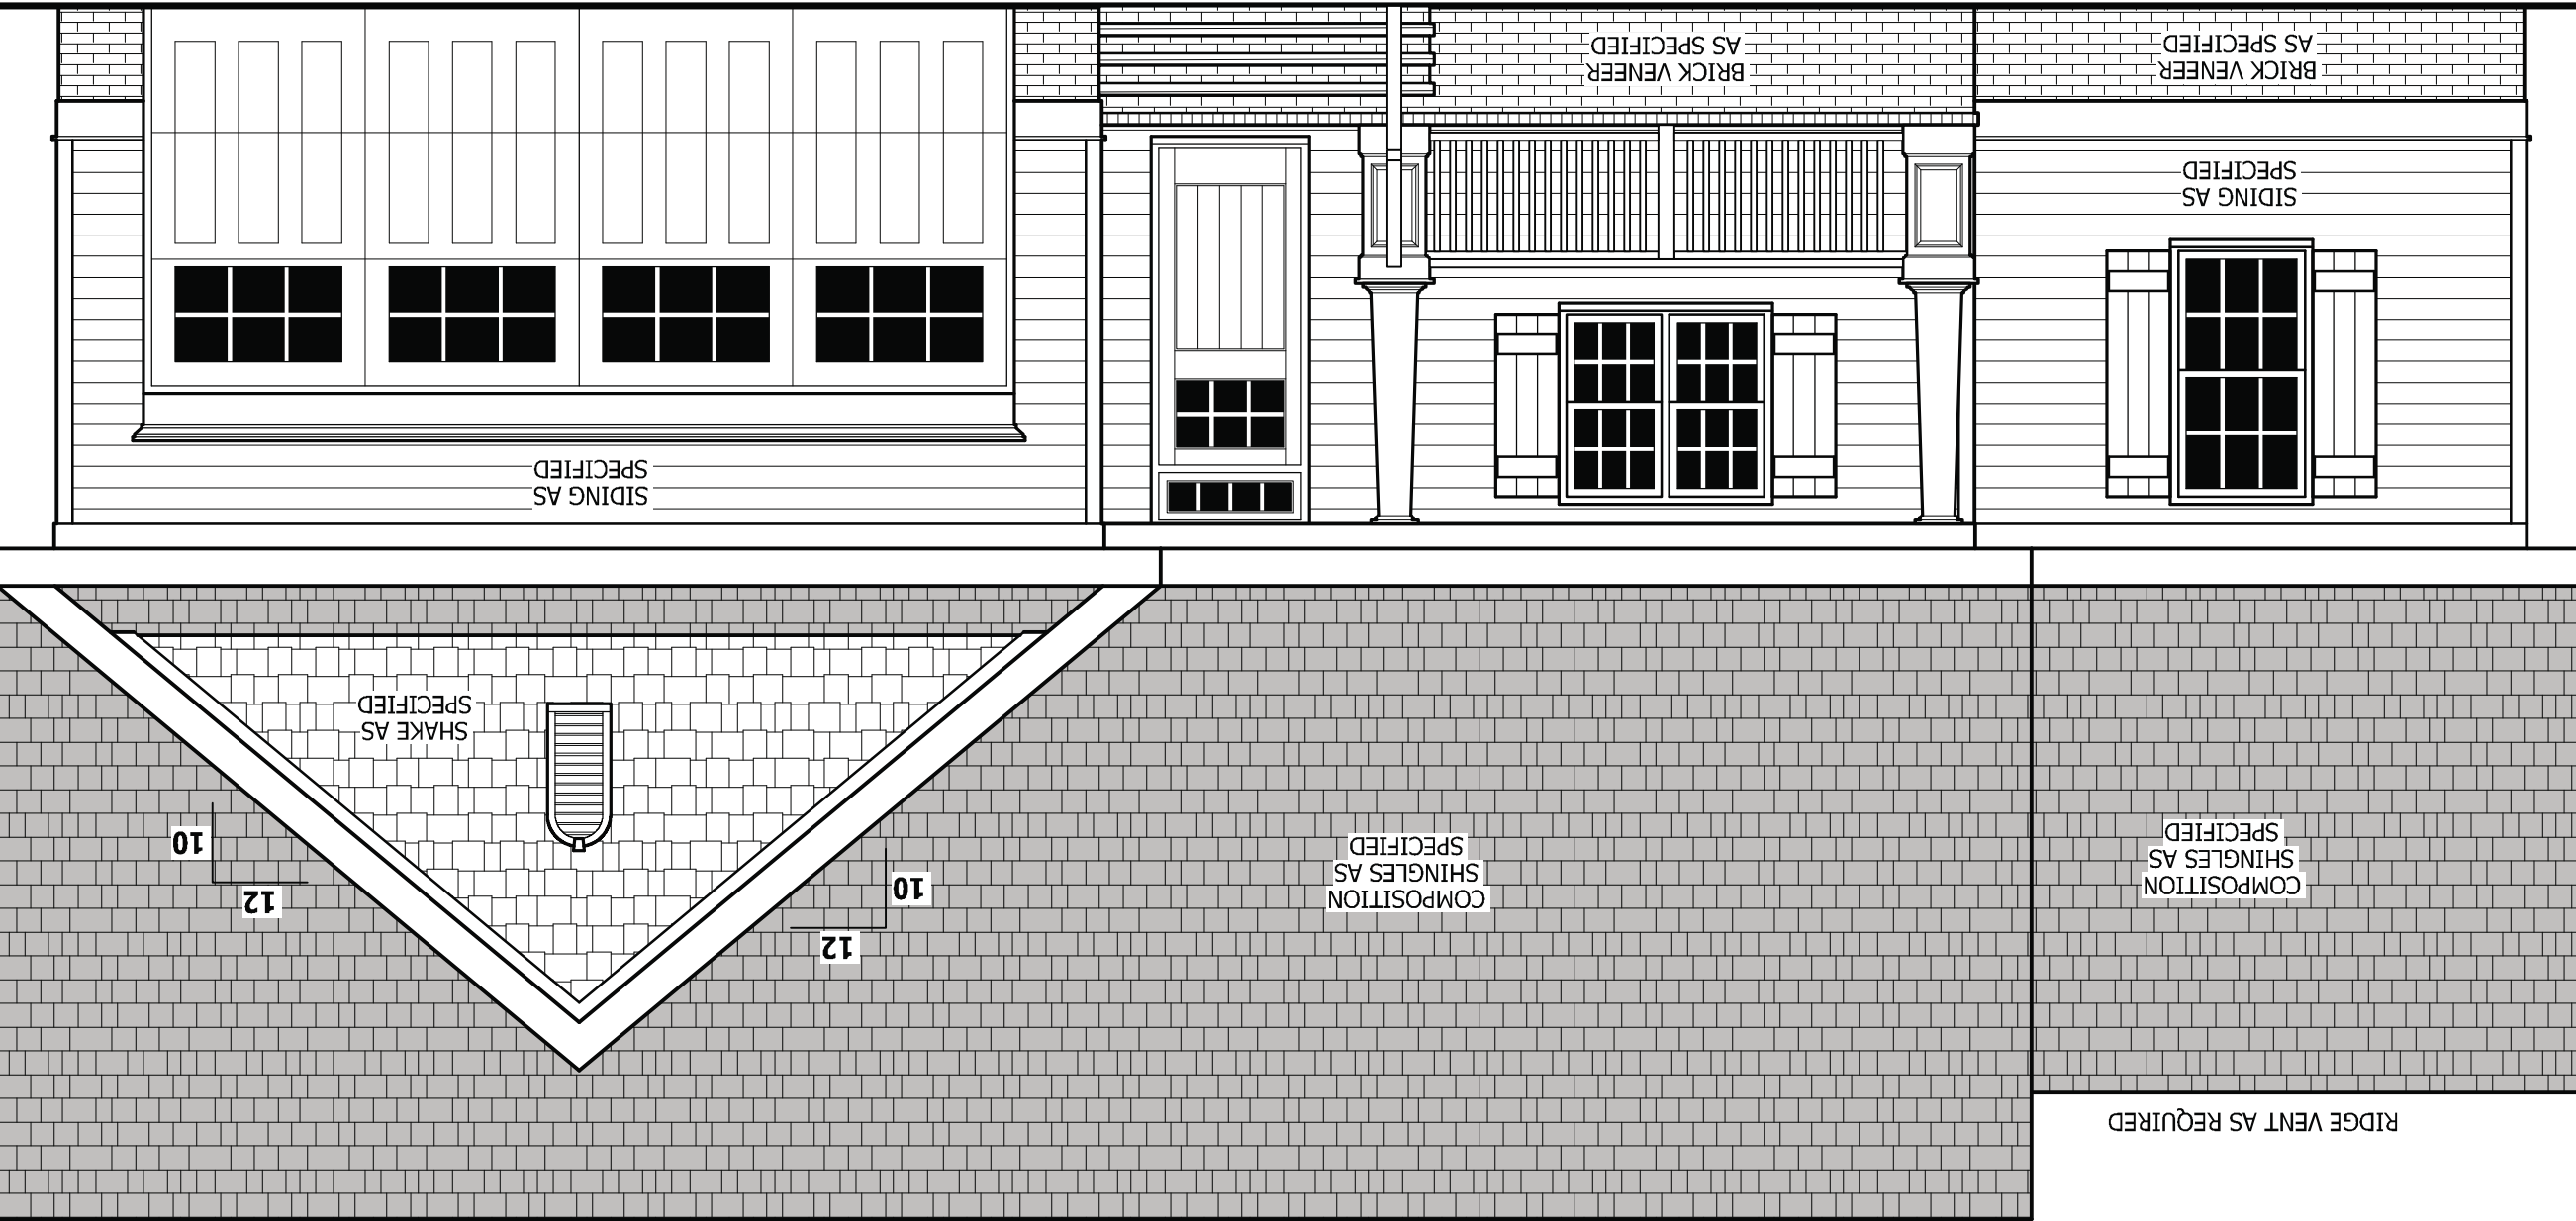 RIDGE VENT AS REQUIRED
COMPOSITION
SHINGLES AS
SPECIFIED
COMPOSITION
SHINGLES AS
SPECIFIED
12
10
12
10
SHAKE AS
SPECIFIED
SIDING AS
SPECIFIED
SIDING AS
SPECIFIED
BRICK VENEER
AS SPECIFIED
BRICK VENEER
AS SPECIFIED